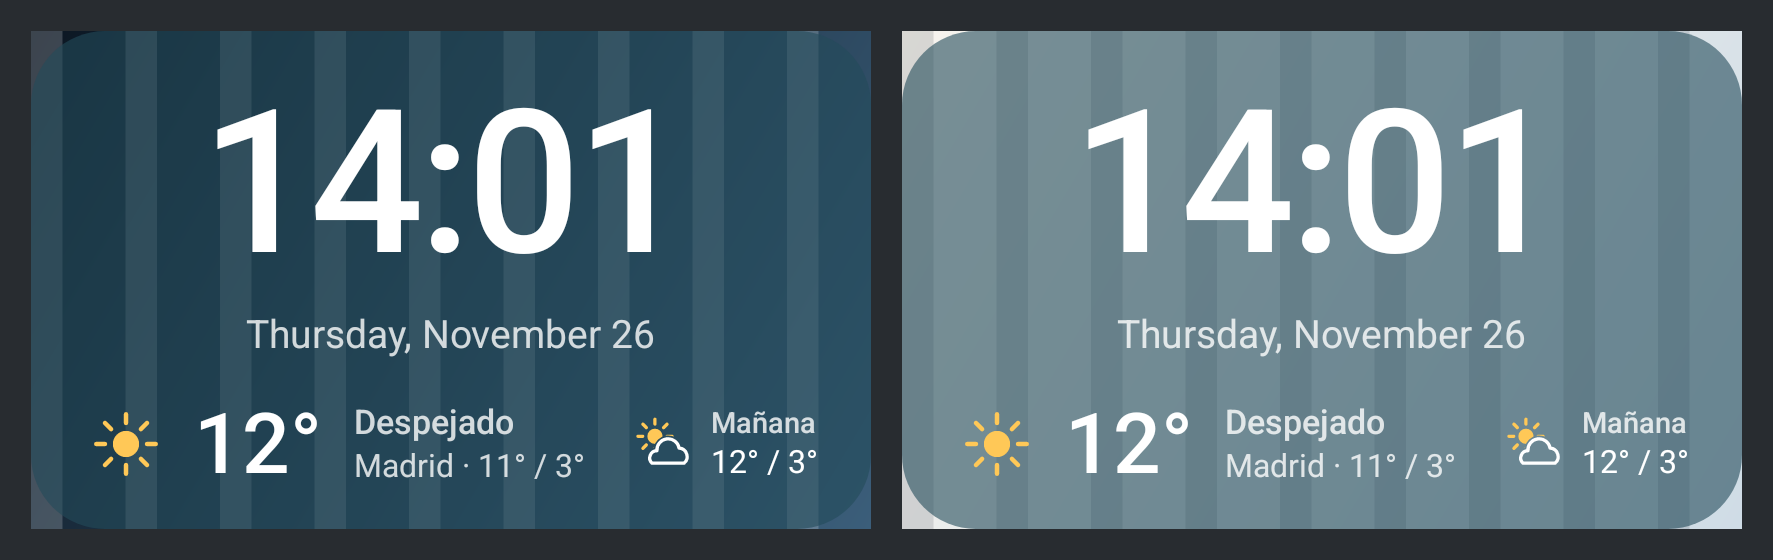 14:01
Thursday, November 26
12°
Despejado
Madrid · 11° / 3°
Mañana
12° / 3°
14:01
Thursday, November 26
12°
Despejado
Madrid · 11° / 3°
Mañana
12° / 3°